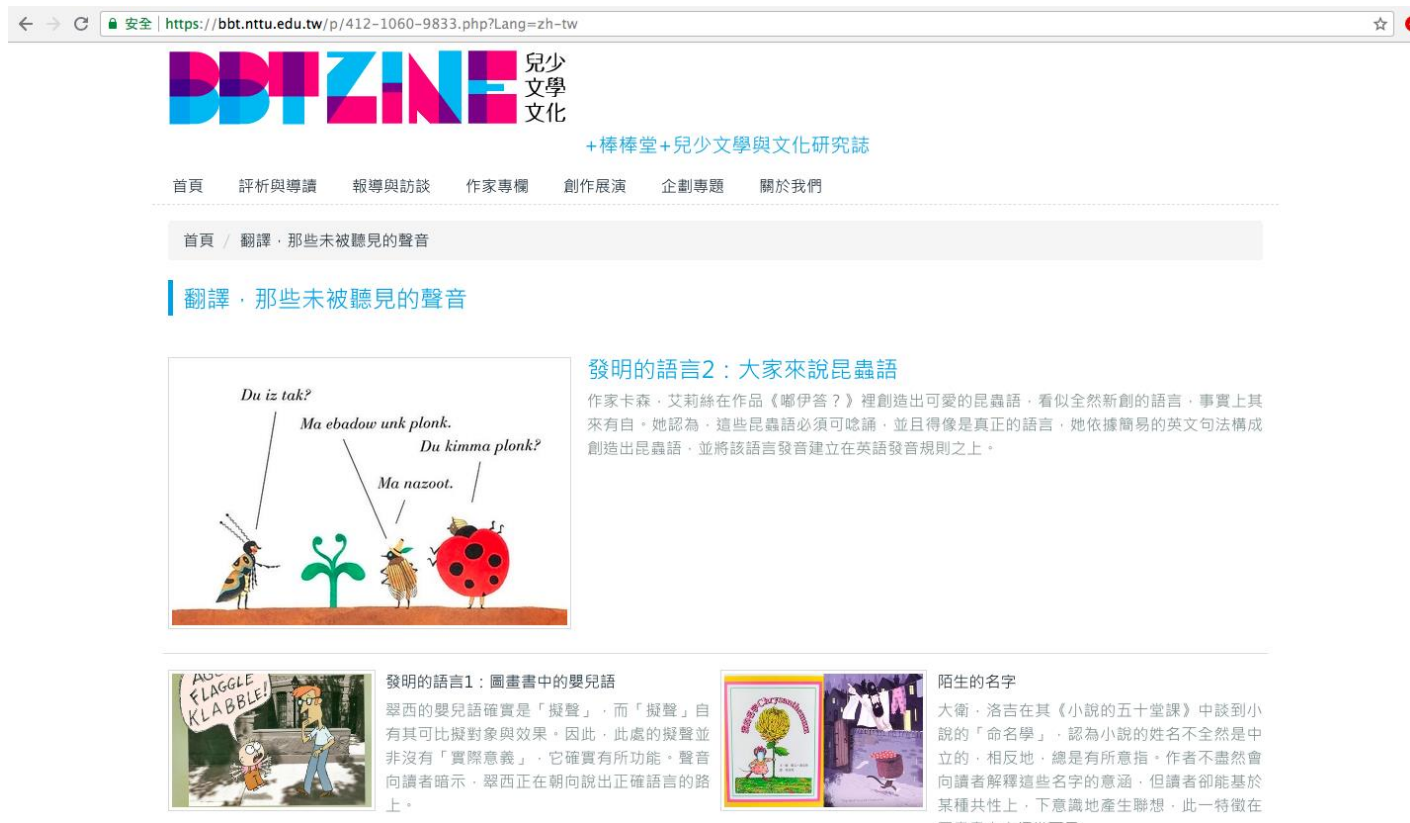 安全 | https://bbt.nttu.edu.tw/p/412-1060-9833.php?Lang=zh-tw
BBTZINE
兒少
文學
文化
+棒棒堂+兒少文學與文化研究誌
首頁 評析與導讀 報導與訪談 作家專欄 創作展演 企劃專題 關於我們
首頁 / 翻譯，那些未被聽見的聲音
翻譯，那些未被聽見的聲音
Du iz tak?
Ma ebadow unk plonk.
Du kimma plonk?
Ma nazoot.
發明的語言2：大家來說昆蟲語
作家卡森．艾莉絲在作品《嘟伊答？》裡創造出可愛的昆蟲語，看似全然新創的語言，事實上其
來有自。她認為，這些昆蟲語必須可唸誦，並且得像是真正的語言，她依據簡易的英文句法構成
創造出昆蟲語，並將該語言發音建立在英語發音規則之上。
FLAGGLE
KLABBLE!
發明的語言1：圖畫書中的嬰兒語
翠西的嬰兒語確實是「擬聲」，而「擬聲」自
有其可比擬對象與效果。因此，此處的擬聲並
非沒有「實際意義」，它確實有所功能。聲音
向讀者暗示，翠西正在朝向說出正確語言的路
上。
Chrysanthemum
陌生的名字
大衛．洛吉在其《小說的五十堂課》中談到小
說的「命名學」，認為小說的姓名不全然是中
立的，相反地，總是有所意指。作者不盡然會
向讀者解釋這些名字的意涵，但讀者卻能基於
某種共性上，下意識地產生聯想，此一特徵在